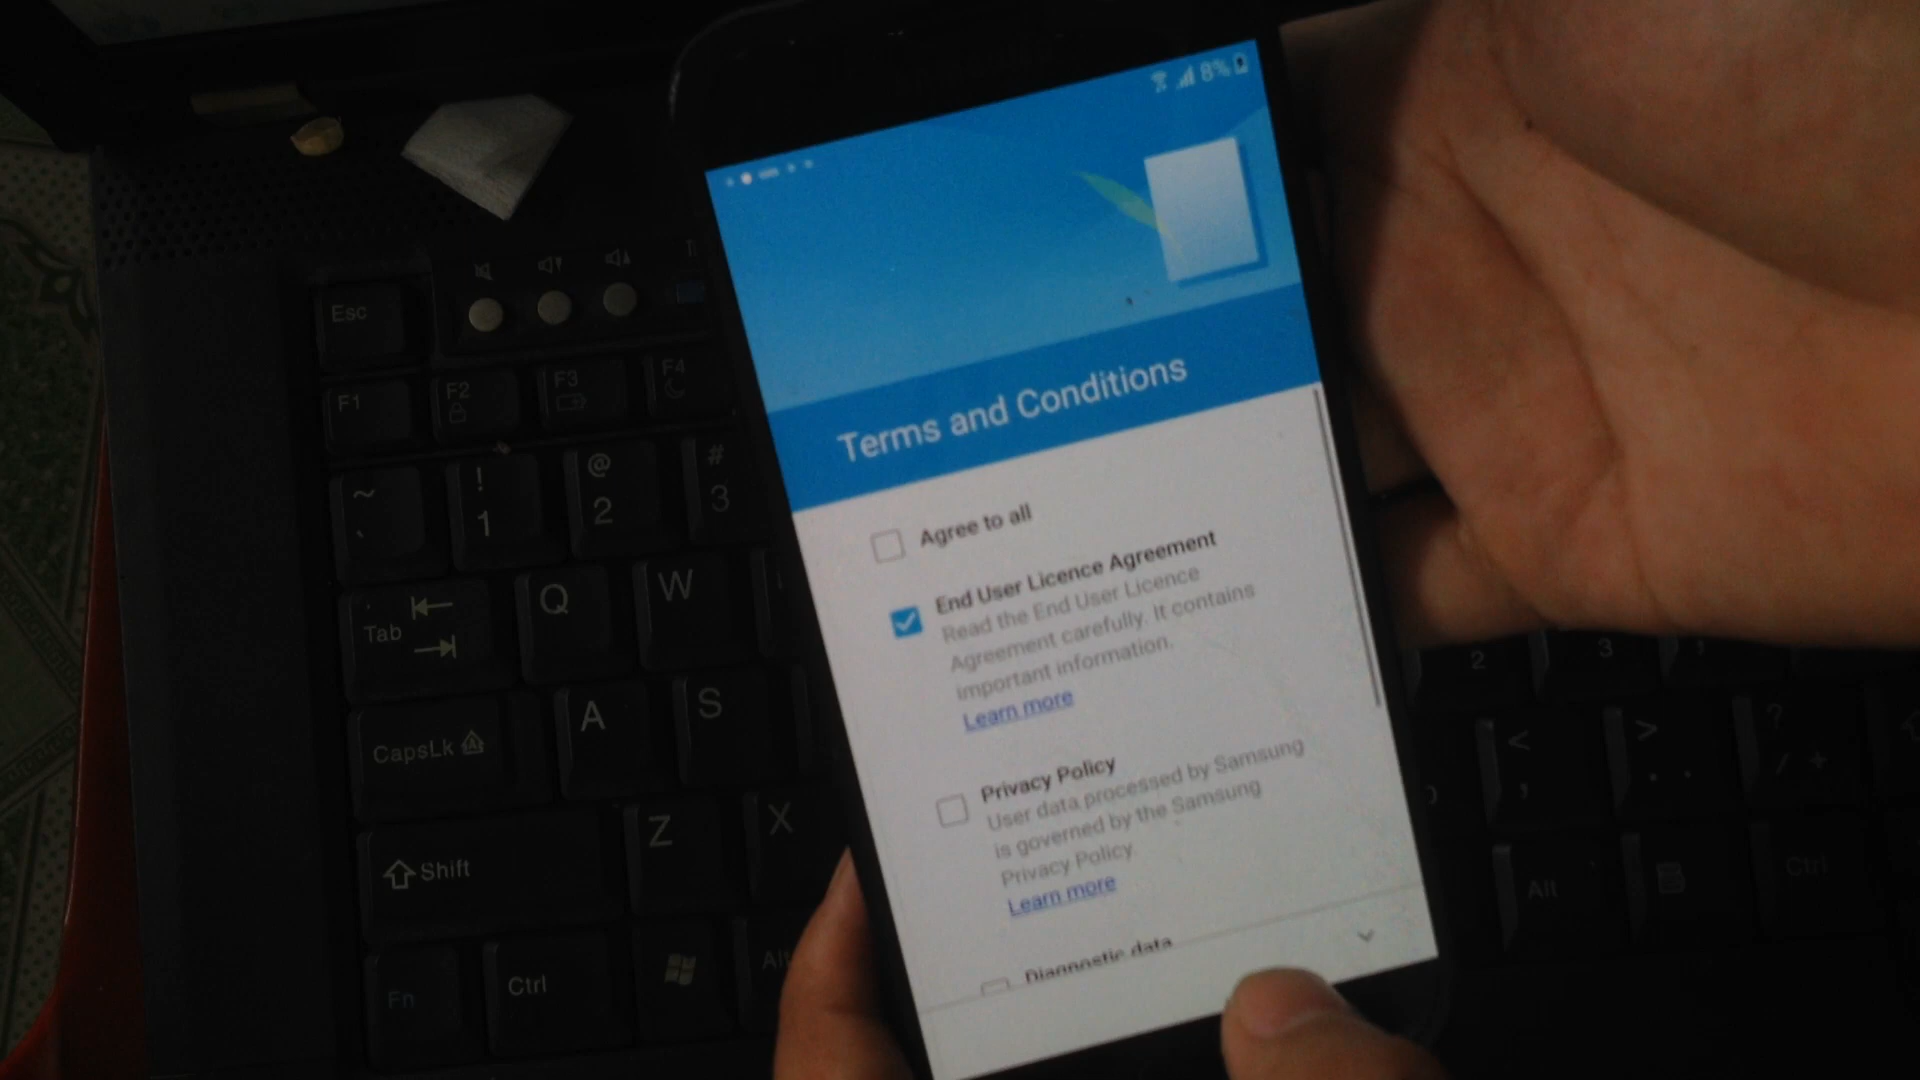 8%
Terms and Conditions
Agree to all
End User Licence Agreement
Read the End User Licence
Agreement carefully. It contains
important information.
Learn more
Privacy Policy
User data processed by Samsung
is governed by the Samsung
Privacy Policy
Learn more
Diagnostic data
Esc
F1 F2 F3 F4
~ ! @ #
` 1 2 3
Tab Q W
CapsLk A S
Shift Z X
Fn Ctrl Alt
2 3
< > ?
, . / +
Alt Ctrl